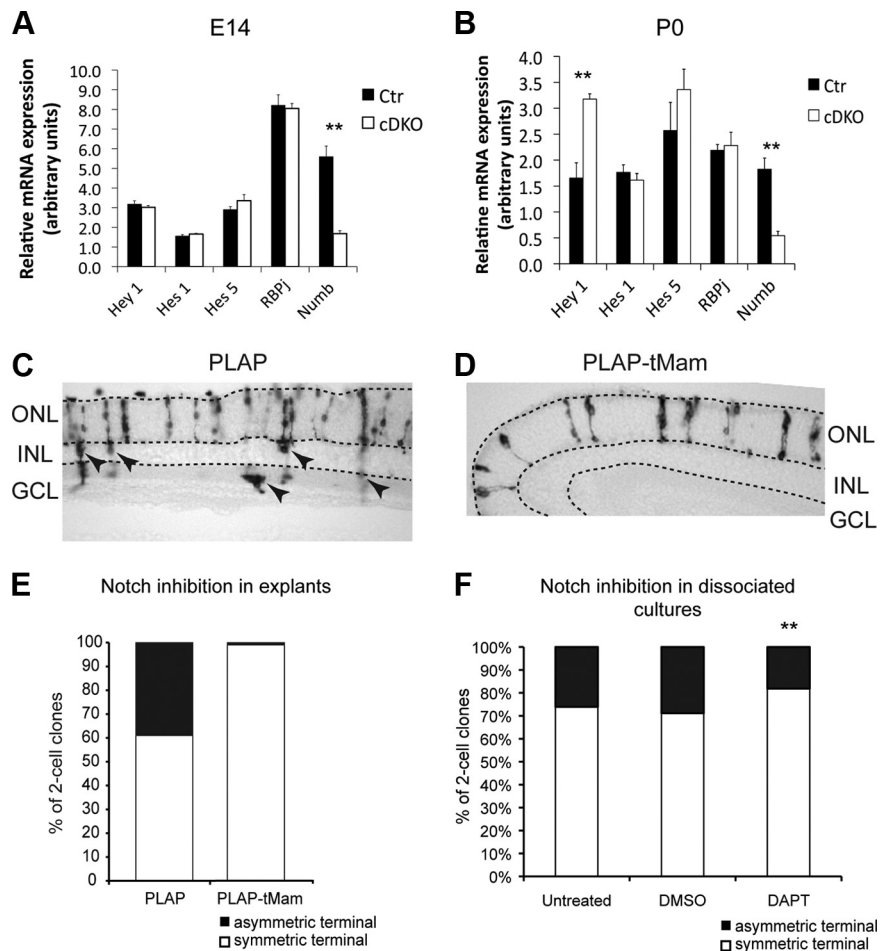 A
E14
Relative mRNA expression
(arbitrary units)
10.0
9.0
8.0
7.0
6.0
5.0
4.0
3.0
2.0
1.0
0.0
**
Ctr
cDKO
Hey 1
Hes 1
Hes 5
RBPj
Numb
B
P0
Relatine mRNA expression
(arbitrary units)
4.0
3.5
3.0
2.5
2.0
1.5
1.0
0.5
0.0
**
**
Ctr
cDKO
Hey 1
Hes 1
Hes 5
RBPj
Numb
C
PLAP
ONL
INL
GCL
D
PLAP-tMam
ONL
INL
GCL
E
Notch inhibition in explants
% of 2-cell clones
100
90
80
70
60
50
40
30
20
10
0
PLAP
PLAP-tMam
asymmetric terminal
symmetric terminal
F
Notch inhibition in dissociated
cultures
**
% of 2-cell clones
100%
90%
80%
70%
60%
50%
40%
30%
20%
10%
0%
Untreated
DMSO
DAPT
asymmetric terminal
symmetric terminal